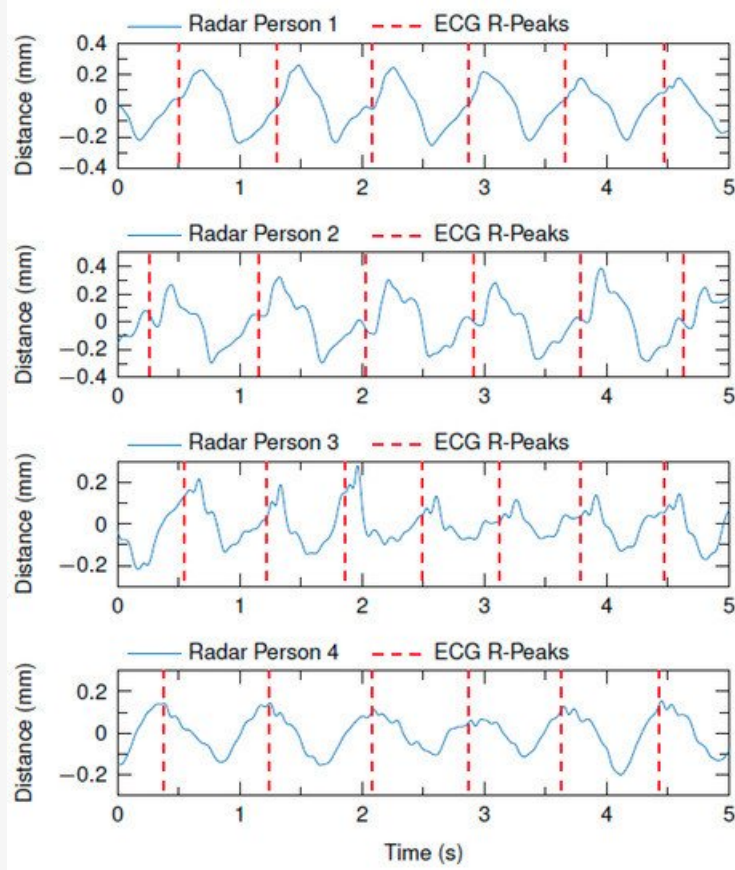 Radar Person 1 ECG R-Peaks
Distance (mm)
0.4
0.2
0
−0.2
−0.4
0 1 2 3 4 5
Radar Person 2 ECG R-Peaks
Distance (mm)
0.4
0.2
0
−0.2
−0.4
0 1 2 3 4 5
Radar Person 3 ECG R-Peaks
Distance (mm)
0.2
0
−0.2
0 1 2 3 4 5
Radar Person 4 ECG R-Peaks
Distance (mm)
0.2
0
−0.2
0 1 2 3 4 5
Time (s)